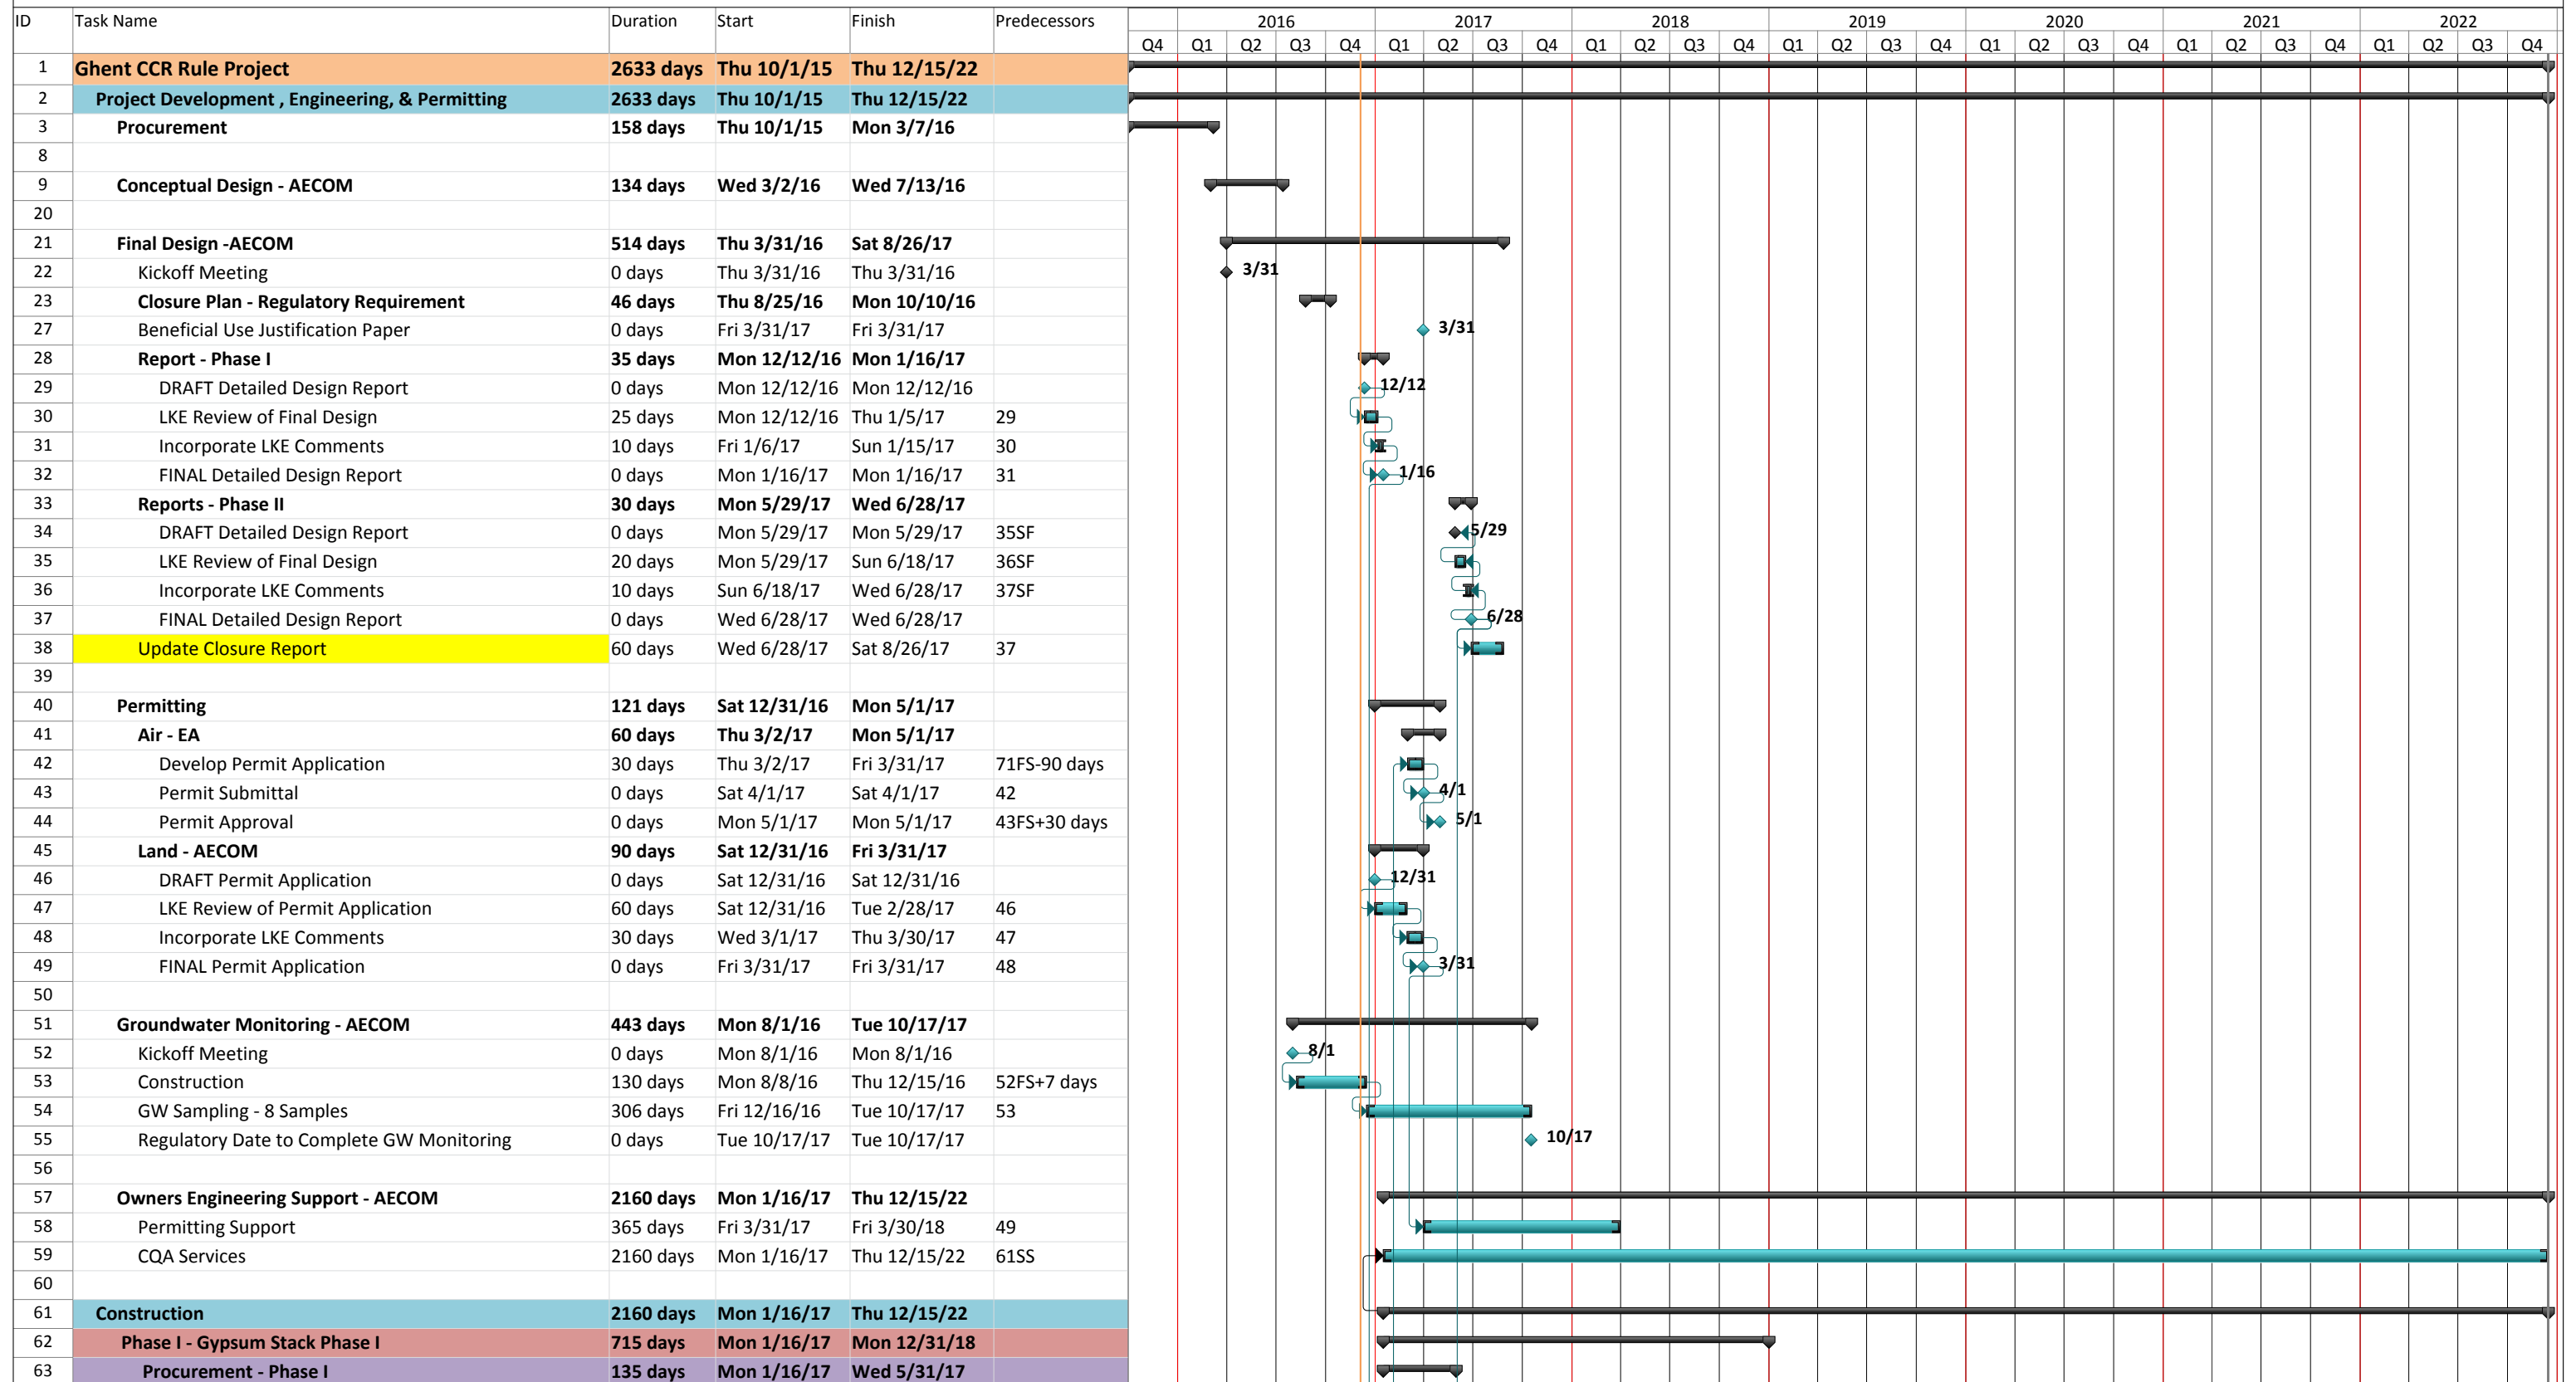 ID Task Name Duration Start Finish Predecessors 2016 2017 2018 2019 2020 2021 2022
Q4 Q1 Q2 Q3 Q4 Q1 Q2 Q3 Q4 Q1 Q2 Q3 Q4 Q1 Q2 Q3 Q4 Q1 Q2 Q3 Q4 Q1 Q2 Q3 Q4 Q1 Q2 Q3 Q4
1 Ghent CCR Rule Project 2633 days Thu 10/1/15 Thu 12/15/22
2 Project Development , Engineering, & Permitting 2633 days Thu 10/1/15 Thu 12/15/22
3 Procurement 158 days Thu 10/1/15 Mon 3/7/16
8
9 Conceptual Design - AECOM 134 days Wed 3/2/16 Wed 7/13/16
20
21 Final Design -AECOM 514 days Thu 3/31/16 Sat 8/26/17
22 Kickoff Meeting 0 days Thu 3/31/16 Thu 3/31/16 3/31
23 Closure Plan - Regulatory Requirement 46 days Thu 8/25/16 Mon 10/10/16
27 Beneficial Use Justification Paper 0 days Fri 3/31/17 Fri 3/31/17 3/31
28 Report - Phase I 35 days Mon 12/12/16 Mon 1/16/17
29 DRAFT Detailed Design Report 0 days Mon 12/12/16 Mon 12/12/16 12/12
30 LKE Review of Final Design 25 days Mon 12/12/16 Thu 1/5/17 29
31 Incorporate LKE Comments 10 days Fri 1/6/17 Sun 1/15/17 30
32 FINAL Detailed Design Report 0 days Mon 1/16/17 Mon 1/16/17 31 1/16
33 Reports - Phase II 30 days Mon 5/29/17 Wed 6/28/17
34 DRAFT Detailed Design Report 0 days Mon 5/29/17 Mon 5/29/17 35SF 5/29
35 LKE Review of Final Design 20 days Mon 5/29/17 Sun 6/18/17 36SF
36 Incorporate LKE Comments 10 days Sun 6/18/17 Wed 6/28/17 37SF
37 FINAL Detailed Design Report 0 days Wed 6/28/17 Wed 6/28/17 6/28
38 Update Closure Report 60 days Wed 6/28/17 Sat 8/26/17 37
39
40 Permitting 121 days Sat 12/31/16 Mon 5/1/17
41 Air - EA 60 days Thu 3/2/17 Mon 5/1/17
42 Develop Permit Application 30 days Thu 3/2/17 Fri 3/31/17 71FS-90 days
43 Permit Submittal 0 days Sat 4/1/17 Sat 4/1/17 42 4/1
44 Permit Approval 0 days Mon 5/1/17 Mon 5/1/17 43FS+30 days 5/1
45 Land - AECOM 90 days Sat 12/31/16 Fri 3/31/17
46 DRAFT Permit Application 0 days Sat 12/31/16 Sat 12/31/16 12/31
47 LKE Review of Permit Application 60 days Sat 12/31/16 Tue 2/28/17 46
48 Incorporate LKE Comments 30 days Wed 3/1/17 Thu 3/30/17 47
49 FINAL Permit Application 0 days Fri 3/31/17 Fri 3/31/17 48 3/31
50
51 Groundwater Monitoring - AECOM 443 days Mon 8/1/16 Tue 10/17/17
52 Kickoff Meeting 0 days Mon 8/1/16 Mon 8/1/16 8/1
53 Construction 130 days Mon 8/8/16 Thu 12/15/16 52FS+7 days
54 GW Sampling - 8 Samples 306 days Fri 12/16/16 Tue 10/17/17 53
55 Regulatory Date to Complete GW Monitoring 0 days Tue 10/17/17 Tue 10/17/17 10/17
56
57 Owners Engineering Support - AECOM 2160 days Mon 1/16/17 Thu 12/15/22
58 Permitting Support 365 days Fri 3/31/17 Fri 3/30/18 49
59 CQA Services 2160 days Mon 1/16/17 Thu 12/15/22 61SS
60
61 Construction 2160 days Mon 1/16/17 Thu 12/15/22
62 Phase I - Gypsum Stack Phase I 715 days Mon 1/16/17 Mon 12/31/18
63 Procurement - Phase I 135 days Mon 1/16/17 Wed 5/31/17